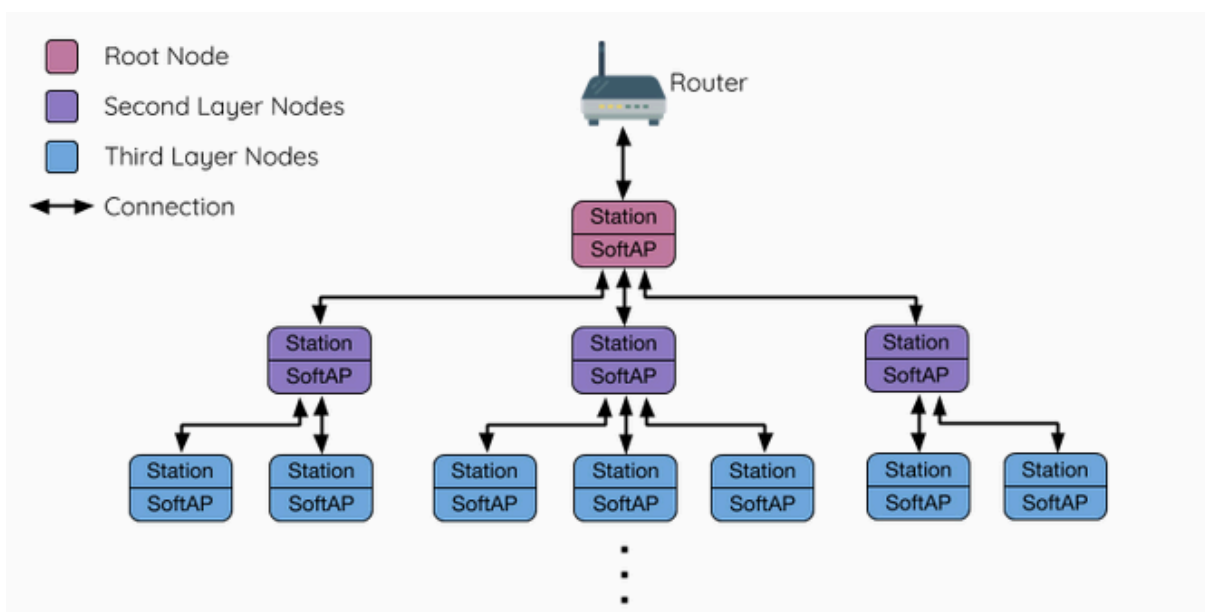 Root Node
Second Layer Nodes
Third Layer Nodes
Connection
Router
Station
SoftAP
Station
SoftAP
Station
SoftAP
Station
SoftAP
Station
SoftAP
Station
SoftAP
Station
SoftAP
Station
SoftAP
Station
SoftAP
Station
SoftAP
Station
SoftAP